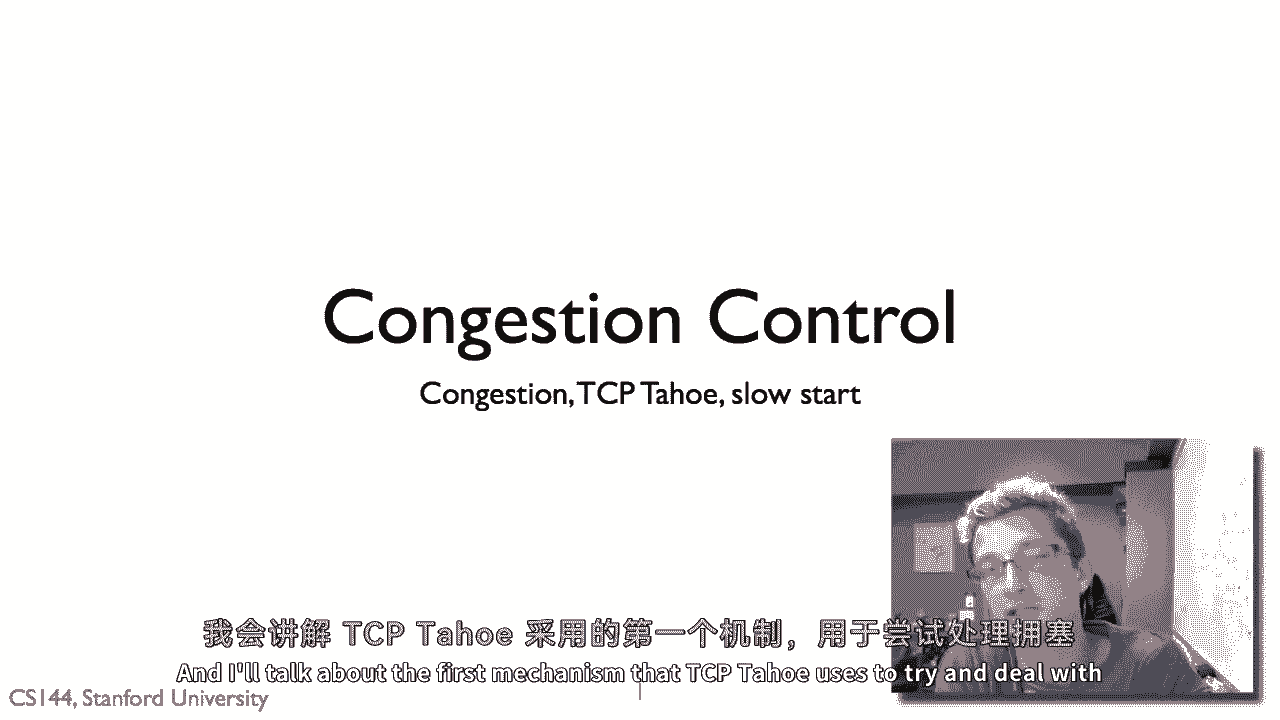 Congestion Control
Congestion, TCP Tahoe, slow start
我会讲解 TCP Tahoe 采用的第一个机制，用于尝试处理拥塞
And I'll talk about the first mechanism that TCP Tahoe uses to try and deal with
CS144, Stanford University